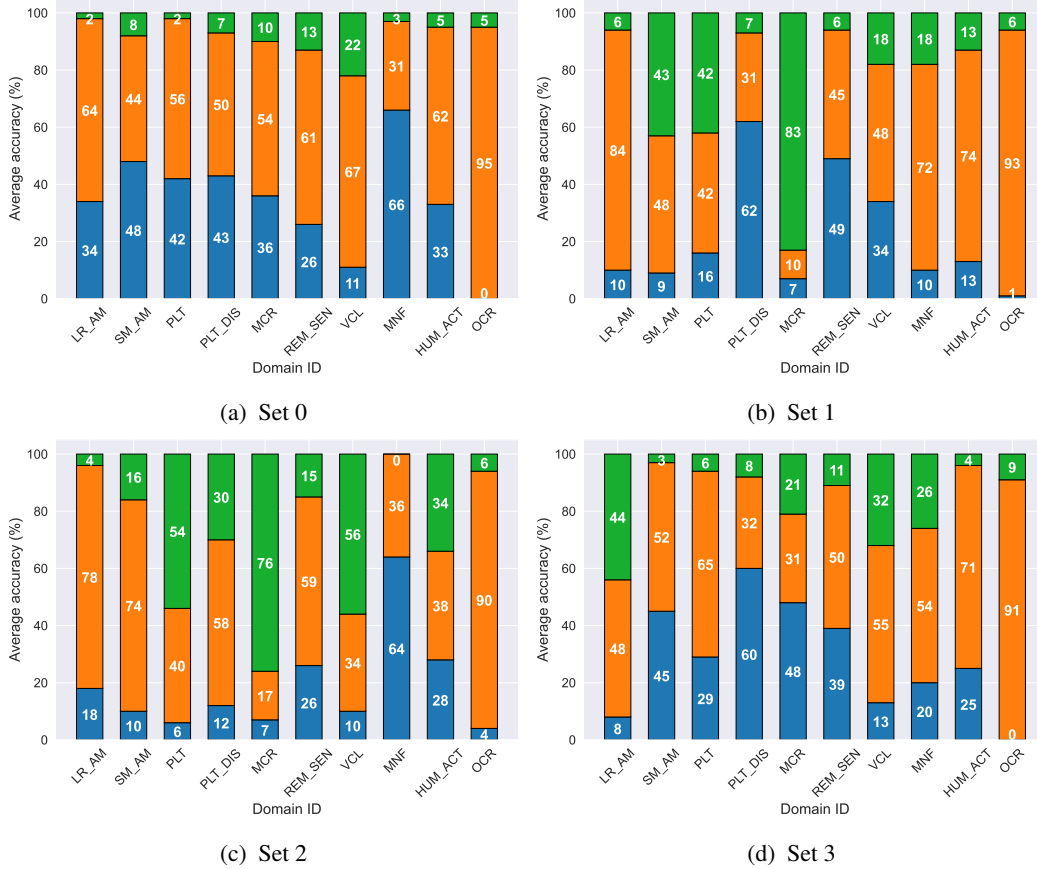 100
80
60
40
20
0
Average accuracy (%)
2 8 2 7 10 13 22 3 5 5
64 44 56 50 54 61 67 31 62 95
34 48 42 43 36 26 11 66 33 0
LR_AM SM_AM PLT PLT_DIS MCR REM_SEN VCL MNF HUM_ACT OCR
Domain ID
(a) Set 0
100
80
60
40
20
0
Average accuracy (%)
6 43 42 7 83 6 18 18 13 6
84 48 42 31 10 45 48 72 74 93
10 9 16 62 7 49 34 10 13 1
LR_AM SM_AM PLT PLT_DIS MCR REM_SEN VCL MNF HUM_ACT OCR
Domain ID
(b) Set 1
100
80
60
40
20
0
Average accuracy (%)
4 16 54 30 76 15 56 0 34 6
78 74 40 58 17 59 34 36 38 90
18 10 6 12 7 26 10 64 28 4
LR_AM SM_AM PLT PLT_DIS MCR REM_SEN VCL MNF HUM_ACT OCR
Domain ID
(c) Set 2
100
80
60
40
20
0
Average accuracy (%)
44 3 6 8 21 11 32 26 4 9
48 52 65 32 31 50 55 54 71 91
8 45 29 60 48 39 13 20 25 0
LR_AM SM_AM PLT PLT_DIS MCR REM_SEN VCL MNF HUM_ACT OCR
Domain ID
(d) Set 3